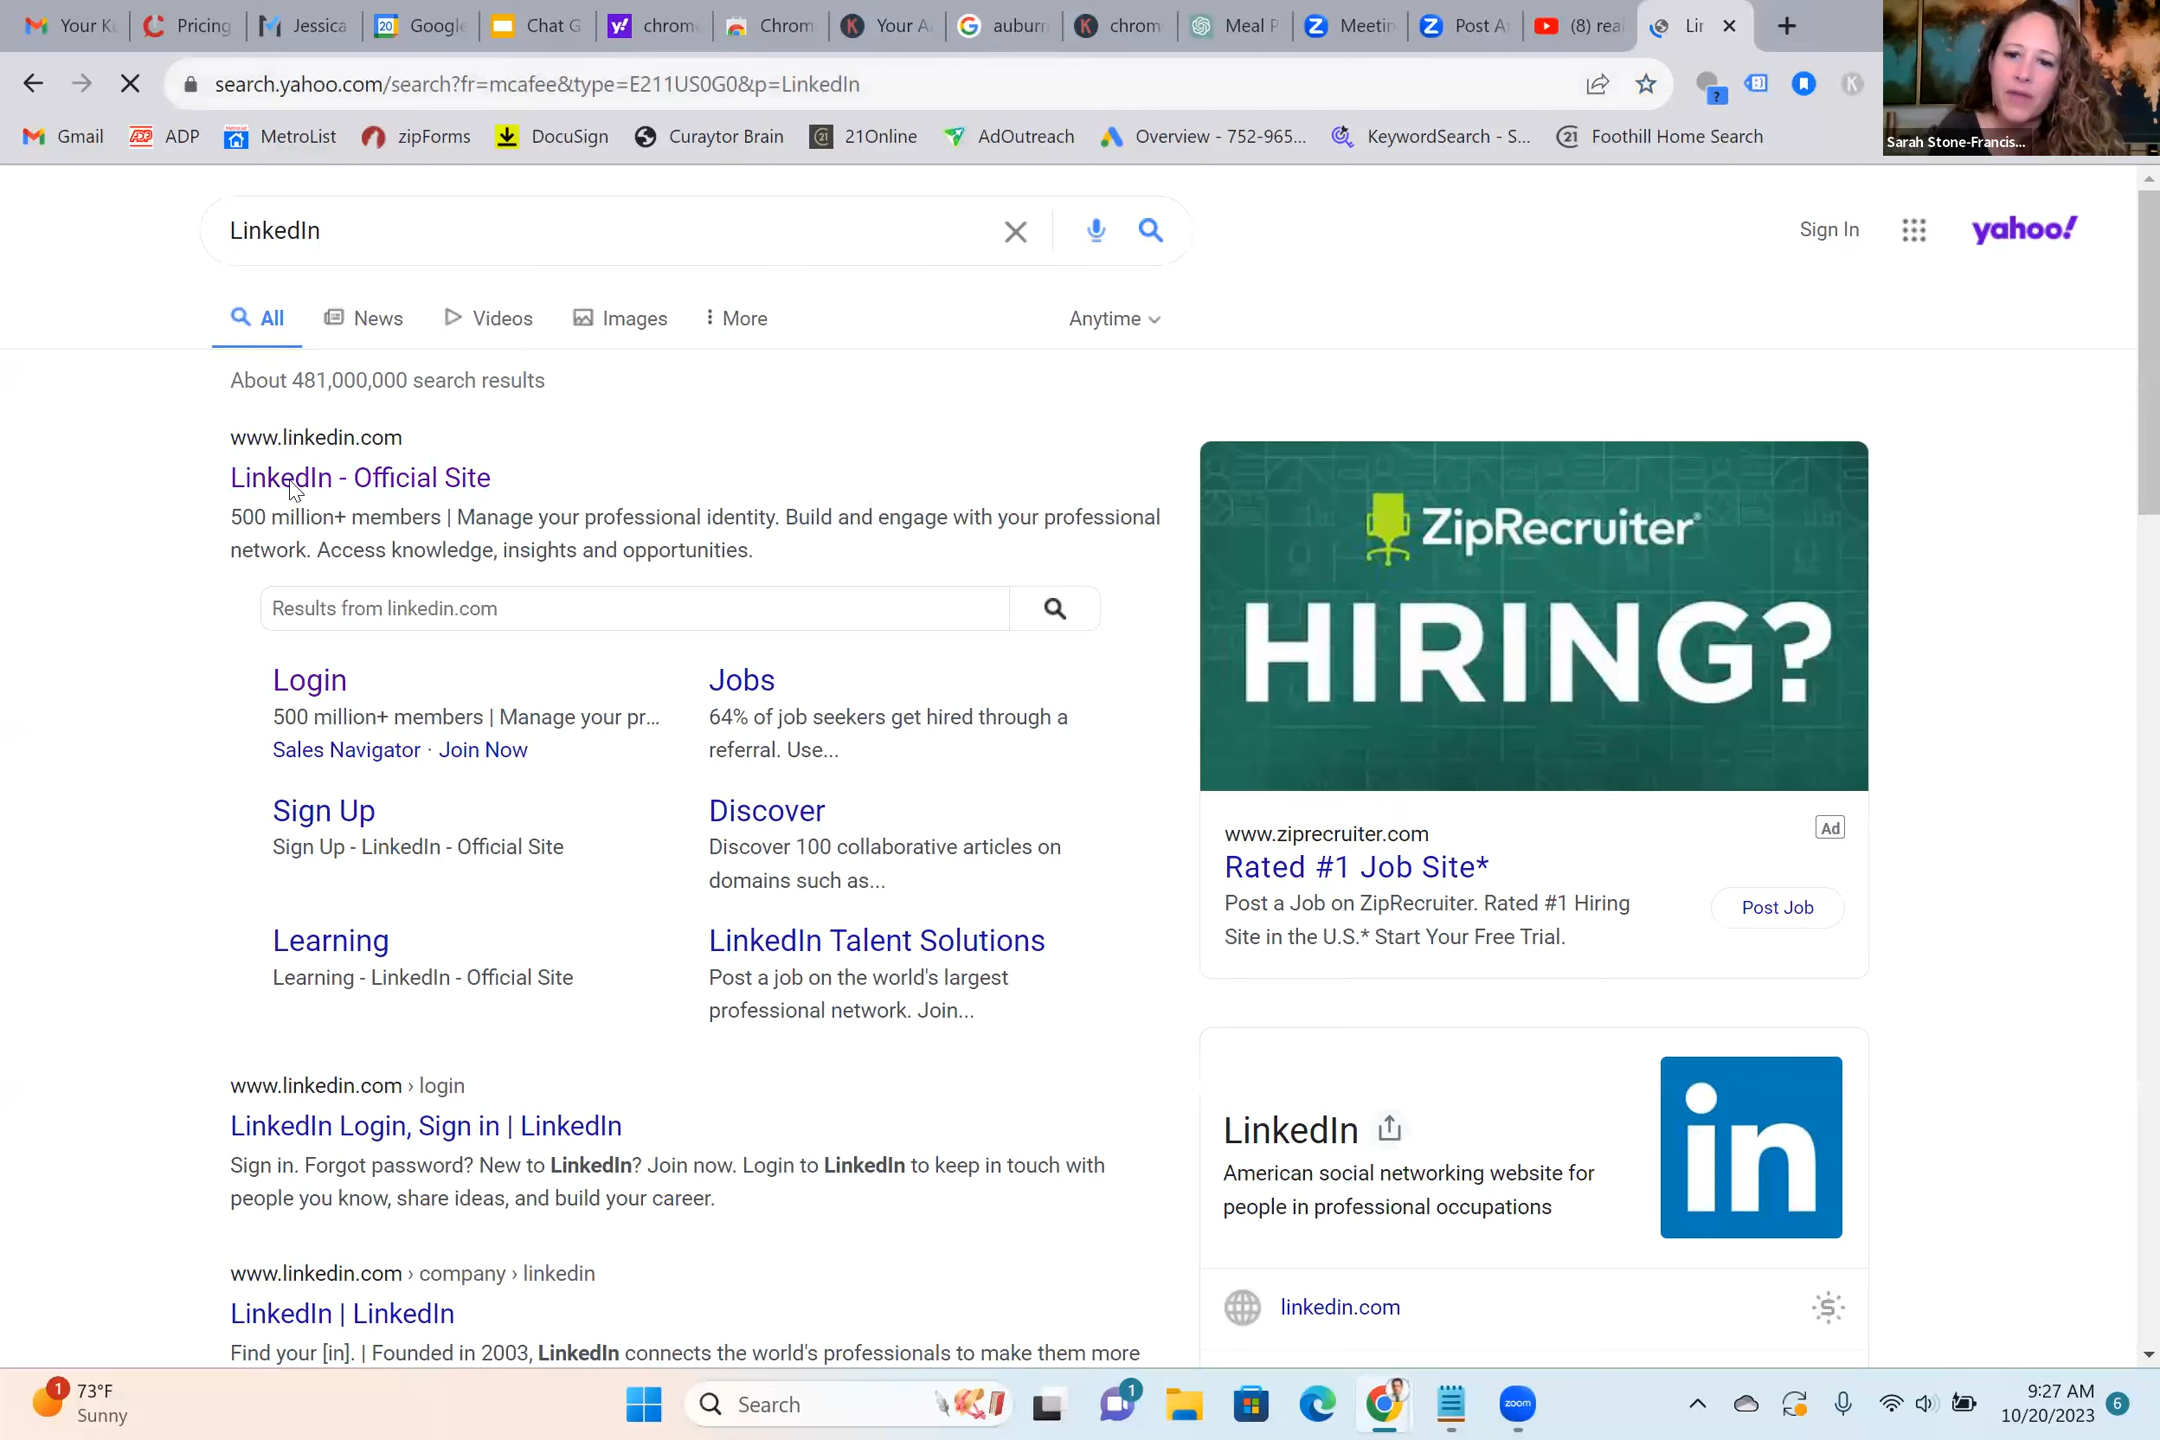 Your K
Pricing
Jessica
20
Google
Chat G
chrom
Chrom
Your A
auburn
chrom
Meal P
Meetin
Post At
(8) rea
Lir
search.yahoo.com/search?fr=mcafee&type=E211US0G0&p=LinkedIn
Gmail
ADP
MetroList
zipForms
DocuSign
Curaytor Brain
21Online
AdOutreach
Overview - 752-965...
KeywordSearch - S...
Foothill Home Search
Sarah Stone-Francis...
LinkedIn
Sign In
yahoo!
All
News
Videos
Images
More
Anytime
About 481,000,000 search results
www.linkedin.com
LinkedIn - Official Site
500 million+ members | Manage your professional identity. Build and engage with your professional
network. Access knowledge, insights and opportunities.
Results from linkedin.com
Login
500 million+ members | Manage your pr...
Sales Navigator · Join Now
Jobs
64% of job seekers get hired through a
referral. Use...
Sign Up
Sign Up - LinkedIn - Official Site
Discover
Discover 100 collaborative articles on
domains such as...
Learning
Learning - LinkedIn - Official Site
LinkedIn Talent Solutions
Post a job on the world's largest
professional network. Join...
www.linkedin.com › login
LinkedIn Login, Sign in | LinkedIn
Sign in. Forgot password? New to LinkedIn? Join now. Login to LinkedIn to keep in touch with
people you know, share ideas, and build your career.
www.linkedin.com › company › linkedin
LinkedIn | LinkedIn
Find your [in]. | Founded in 2003, LinkedIn connects the world's professionals to make them more
ZipRecruiter
HIRING?
www.ziprecruiter.com
Ad
Rated #1 Job Site*
Post a Job on ZipRecruiter. Rated #1 Hiring
Site in the U.S.* Start Your Free Trial.
Post Job
LinkedIn
American social networking website for
people in professional occupations
in
linkedin.com
1
73°F
Sunny
Search
1
zoom
9:27 AM
10/20/2023
6